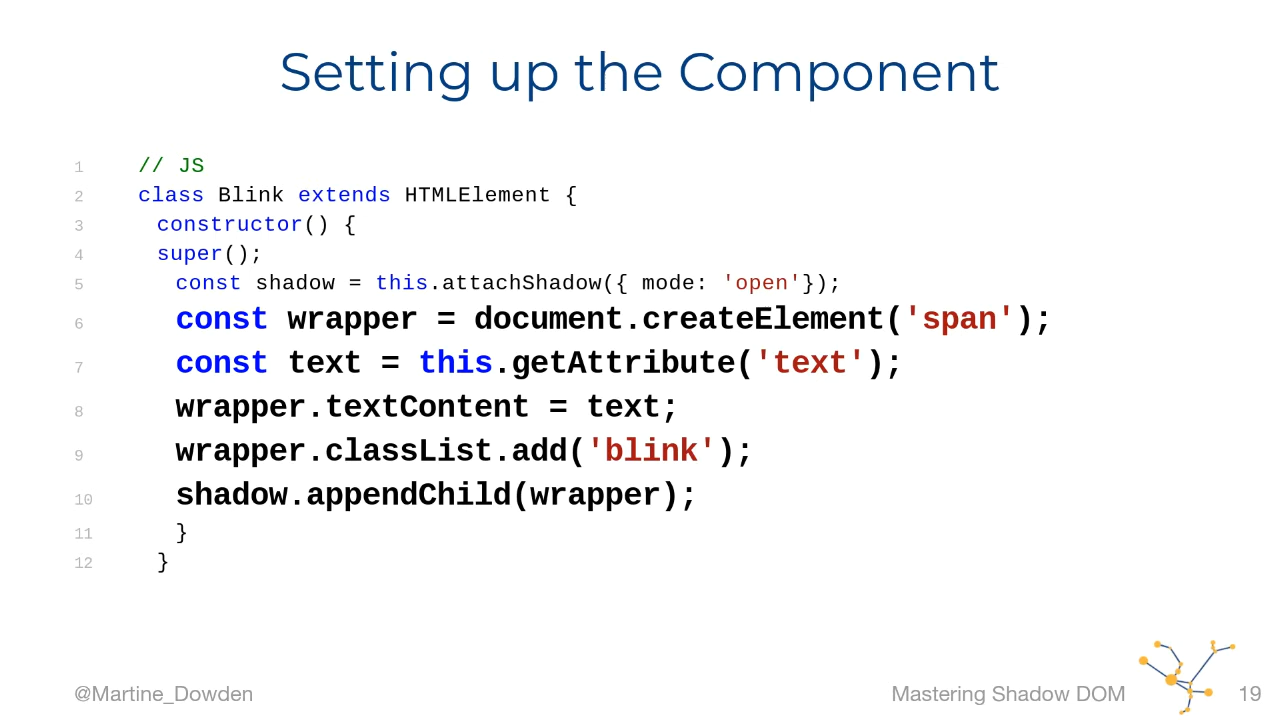 Setting up the Component
1 // JS
2 class Blink extends HTMLElement {
3 constructor() {
4 super();
5 const shadow = this.attachShadow({ mode: 'open'});
6 const wrapper = document.createElement('span');
7 const text = this.getAttribute('text');
8 wrapper.textContent = text;
9 wrapper.classList.add('blink');
10 shadow.appendChild(wrapper);
11 }
12 }
@Martine_Dowden Mastering Shadow DOM 19